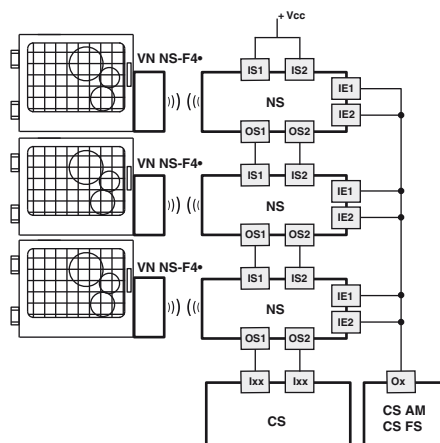 + Vcc
VN NS-F4•
IS1 IS2
IE1
NS
IE2
OS1 OS2
VN NS-F4•
IS1 IS2
IE1
NS
IE2
OS1 OS2
VN NS-F4•
IS1 IS2
IE1
NS
IE2
OS1 OS2
Ixx Ixx Ox
CS
CS AM
CS FS